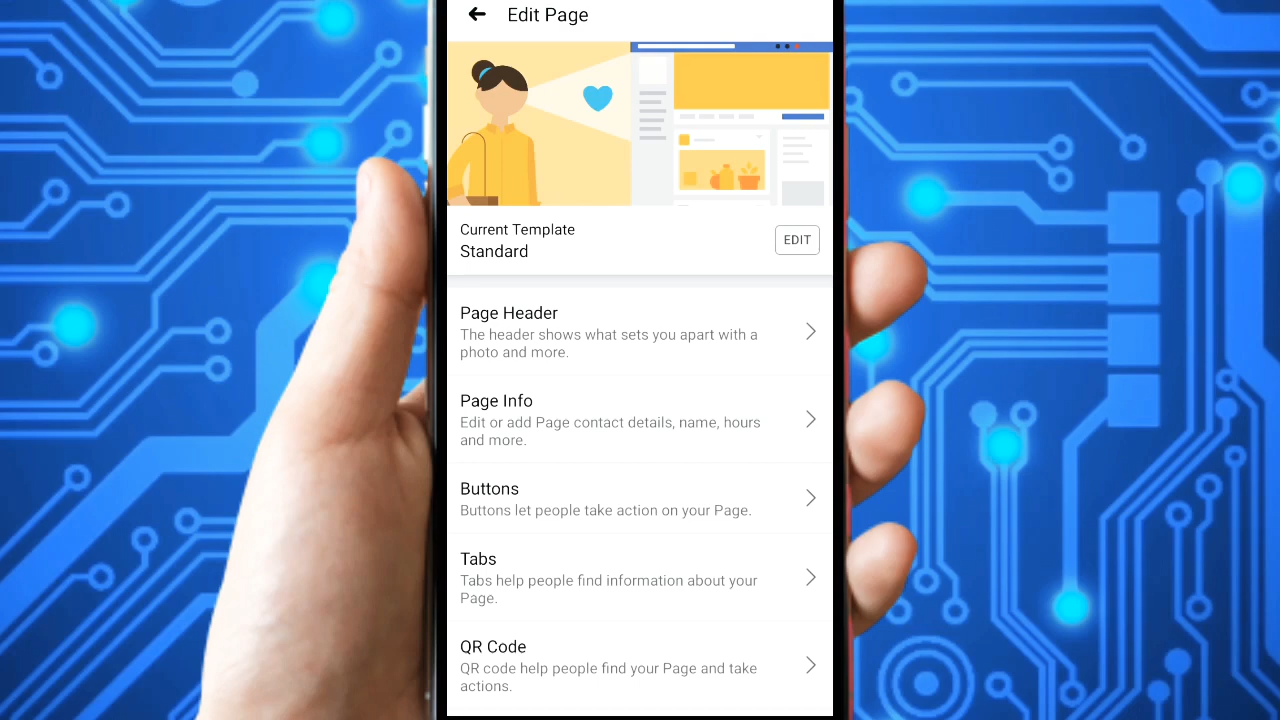 Edit Page
Current Template
Standard
EDIT
Page Header
The header shows what sets you apart with a
photo and more.
Page Info
Edit or add Page contact details, name, hours
and more.
Buttons
Buttons let people take action on your Page.
Tabs
Tabs help people find information about your
Page.
QR Code
QR code help people find your Page and take
actions.